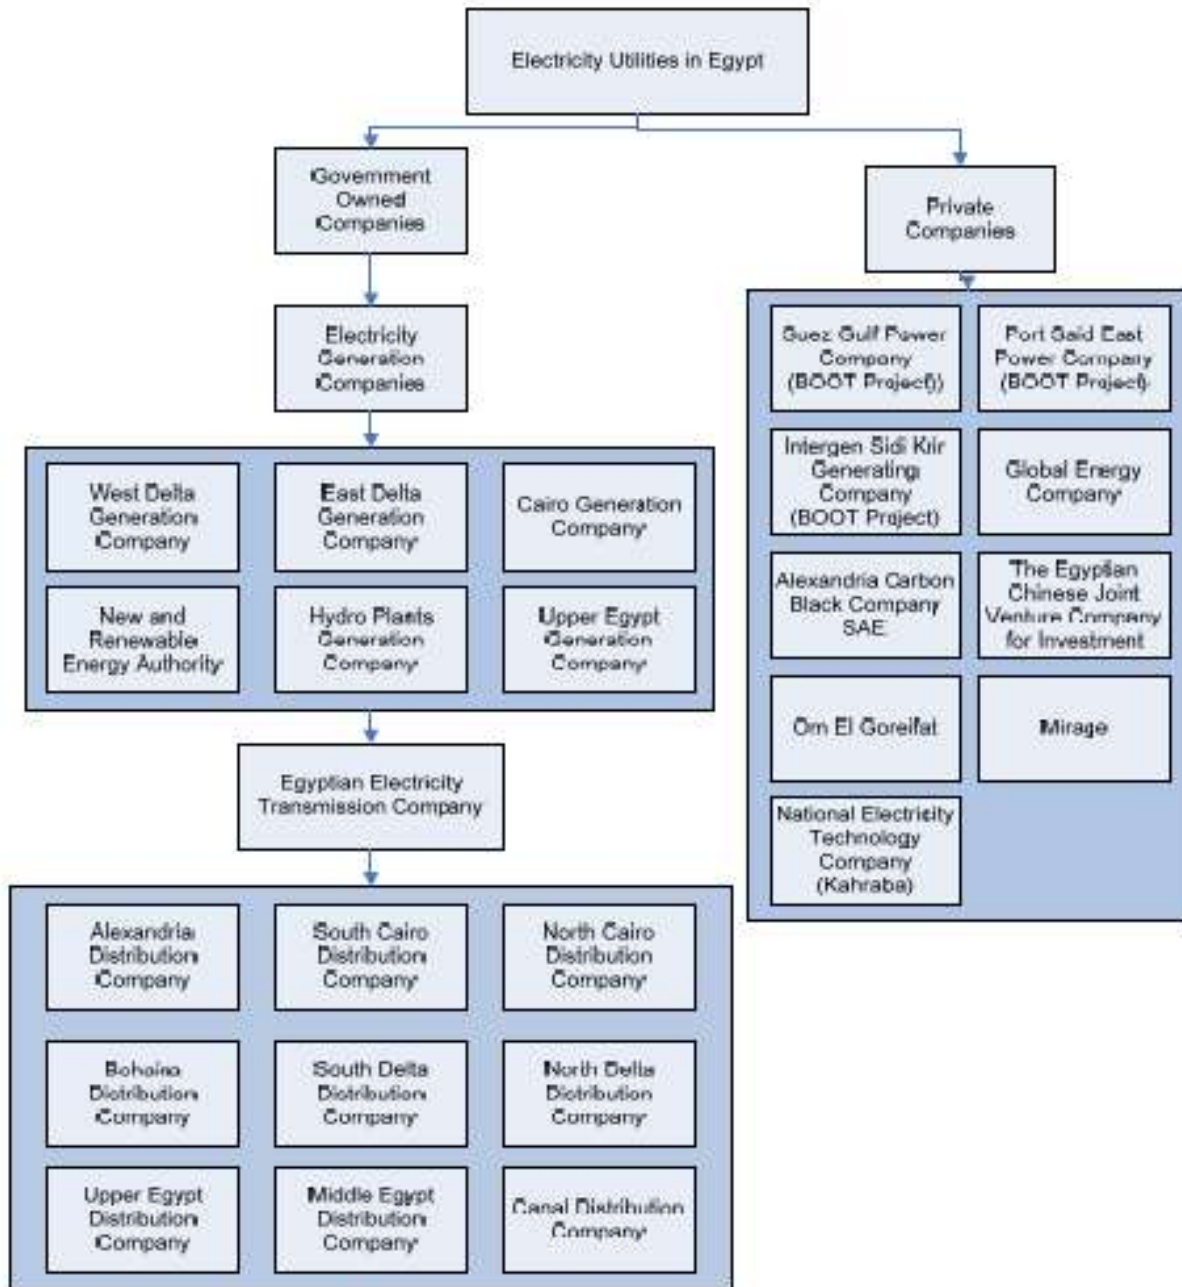 Electricity Utilities in Egypt
Government
Owned
Companies
Private
Companies
Electricity
Generation
Companies
Suez Gulf Power
Company
(BOOT Project))
Port Said East
Power Company
(BOOT Project)
West Delta
Generation
Company
East Delta
Generation
Company
Cairo Generation
Company
New and
Renewable
Energy Authority
Hydro Plants
Generation
Company
Upper Egypt
Generation
Company
Intergen Sidi Krir
Generating
Company
(BOOT Project)
Global Energy
Company
Alexandria Carbon
Black Company
SAE
The Egyptian
Chinese Joint
Venture Company
for Investment
Om El Goreifat
Mirage
National Electricity
Technology
Company
(Kahraba)
Egyptian Electricity
Transmission Company
Alexandria
Distribution
Company
South Cairo
Distribution
Company
North Cairo
Distribution
Company
Distribution
Company
South Delta
Distribution
Company
North Delta
Distribution
Company
Upper Egypt
Distribution
Company
Middle Egypt
Distribution
Company
Canal Distribution
Company